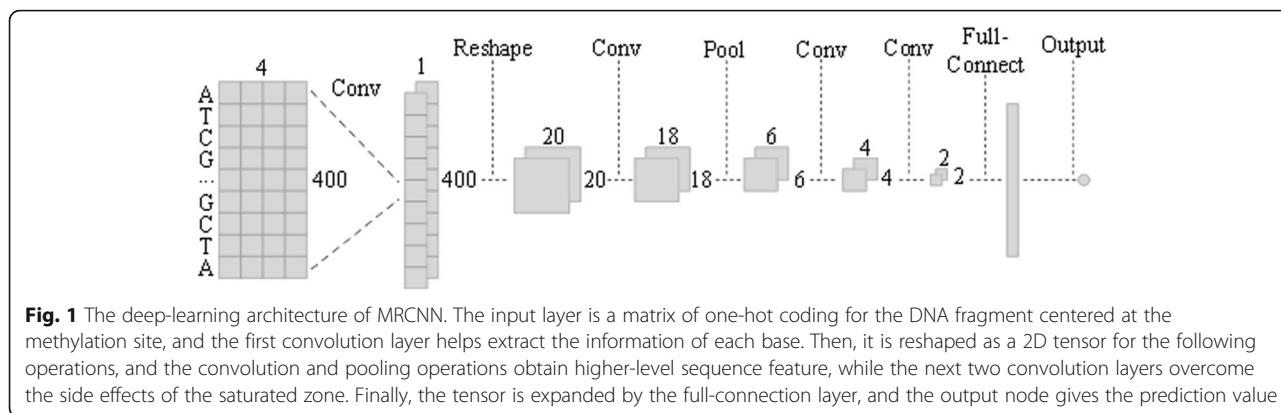 Reshape Conv Pool Conv Conv Full-Connect Output
4 Conv 1
A
T
C
G
...
G
C
T
A
400
400
20
20
18
18
6
6
4
4
2
2
Fig. 1 The deep-learning architecture of MRCNN. The input layer is a matrix of one-hot coding for the DNA fragment centered at the
methylation site, and the first convolution layer helps extract the information of each base. Then, it is reshaped as a 2D tensor for the following
operations, and the convolution and pooling operations obtain higher-level sequence feature, while the next two convolution layers overcome
the side effects of the saturated zone. Finally, the tensor is expanded by the full-connection layer, and the output node gives the prediction value